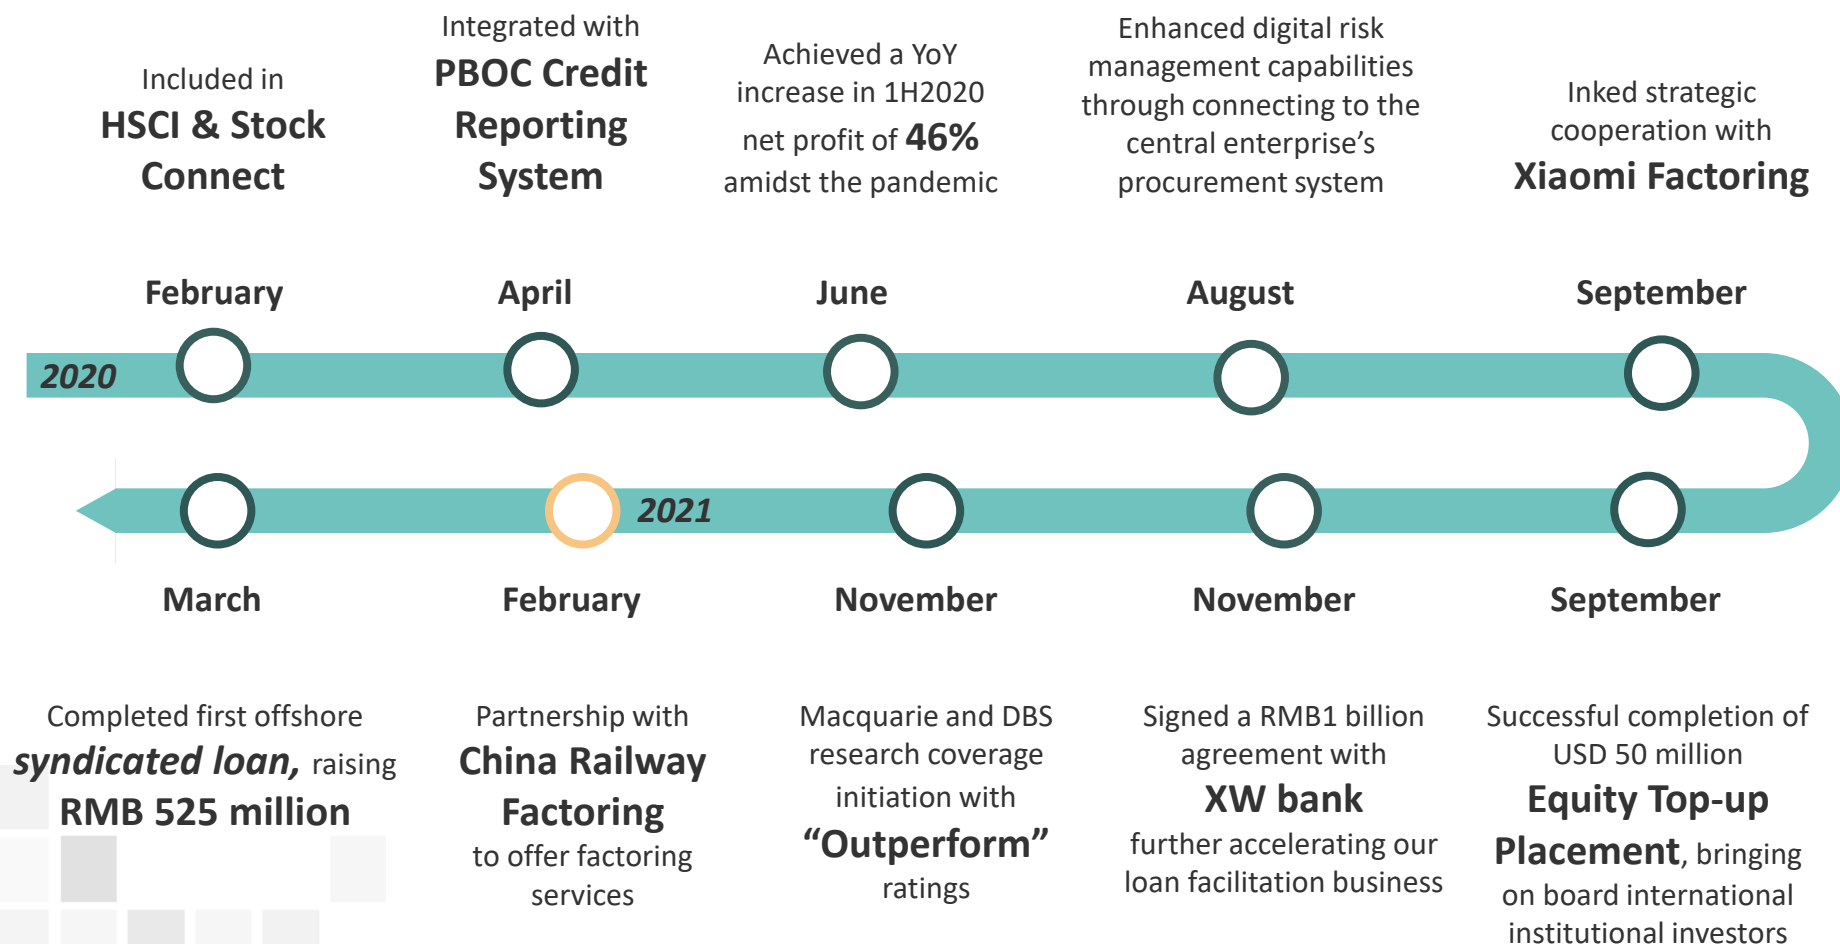 Included in
HSCI & Stock
Connect
Integrated with
PBOC Credit
Reporting
System
Achieved a YoY
increase in 1H2020
net profit of 46%
amidst the pandemic
Enhanced digital risk
management capabilities
through connecting to the
central enterprise’s
procurement system
Inked strategic
cooperation with
Xiaomi Factoring
February
April
June
August
September
2020
2021
March
February
November
November
September
Completed first offshore
syndicated loan, raising
RMB 525 million
Partnership with
China Railway
Factoring
to offer factoring
services
Macquarie and DBS
research coverage
initiation with
“Outperform”
ratings
Signed a RMB1 billion
agreement with
XW bank
further accelerating our
loan facilitation business
Successful completion of
USD 50 million
Equity Top-up
Placement, bringing
on board international
institutional investors